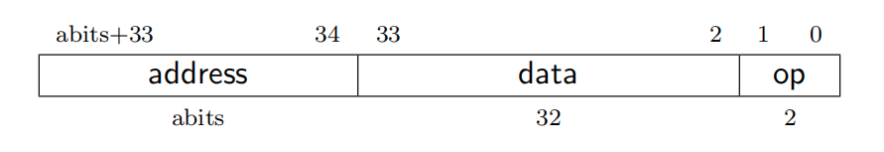 abits+33 34 33 2 1 0
address data op
abits 32 2